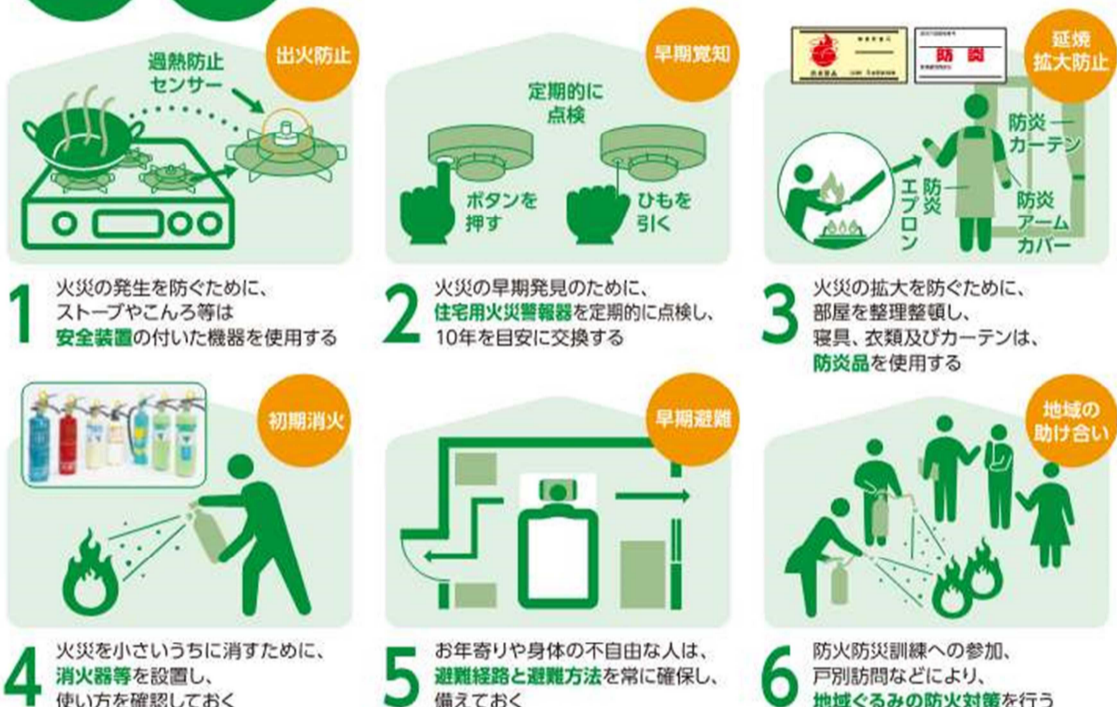 出火防止
過熱防止
センサー
1
火災の発生を防ぐために、
ストーブやこんろ等は
安全装置の付いた機器を使用する
早期覚知
定期的に
点検
ボタンを
押す
ひもを
引く
2
火災の早期発見のために、
住宅用火災警報器を定期的に点検し、
10年を目安に交換する
延焼
拡大防止
防炎
防炎
カーテン
防炎
エプロン
防炎
アーム
カバー
3
火災の拡大を防ぐために、
部屋を整理整頓し、
寝具、衣類及びカーテンは、
防炎品を使用する
初期消火
4
火災を小さいうちに消すために、
消火器等を設置し、
使い方を確認しておく
早期避難
5
お年寄りや身体の不自由な人は、
避難経路と避難方法を常に確保し、
備えておく
地域の
助け合い
6
防火防災訓練への参加、
戸別訪問などにより、
地域ぐるみの防火対策を行う